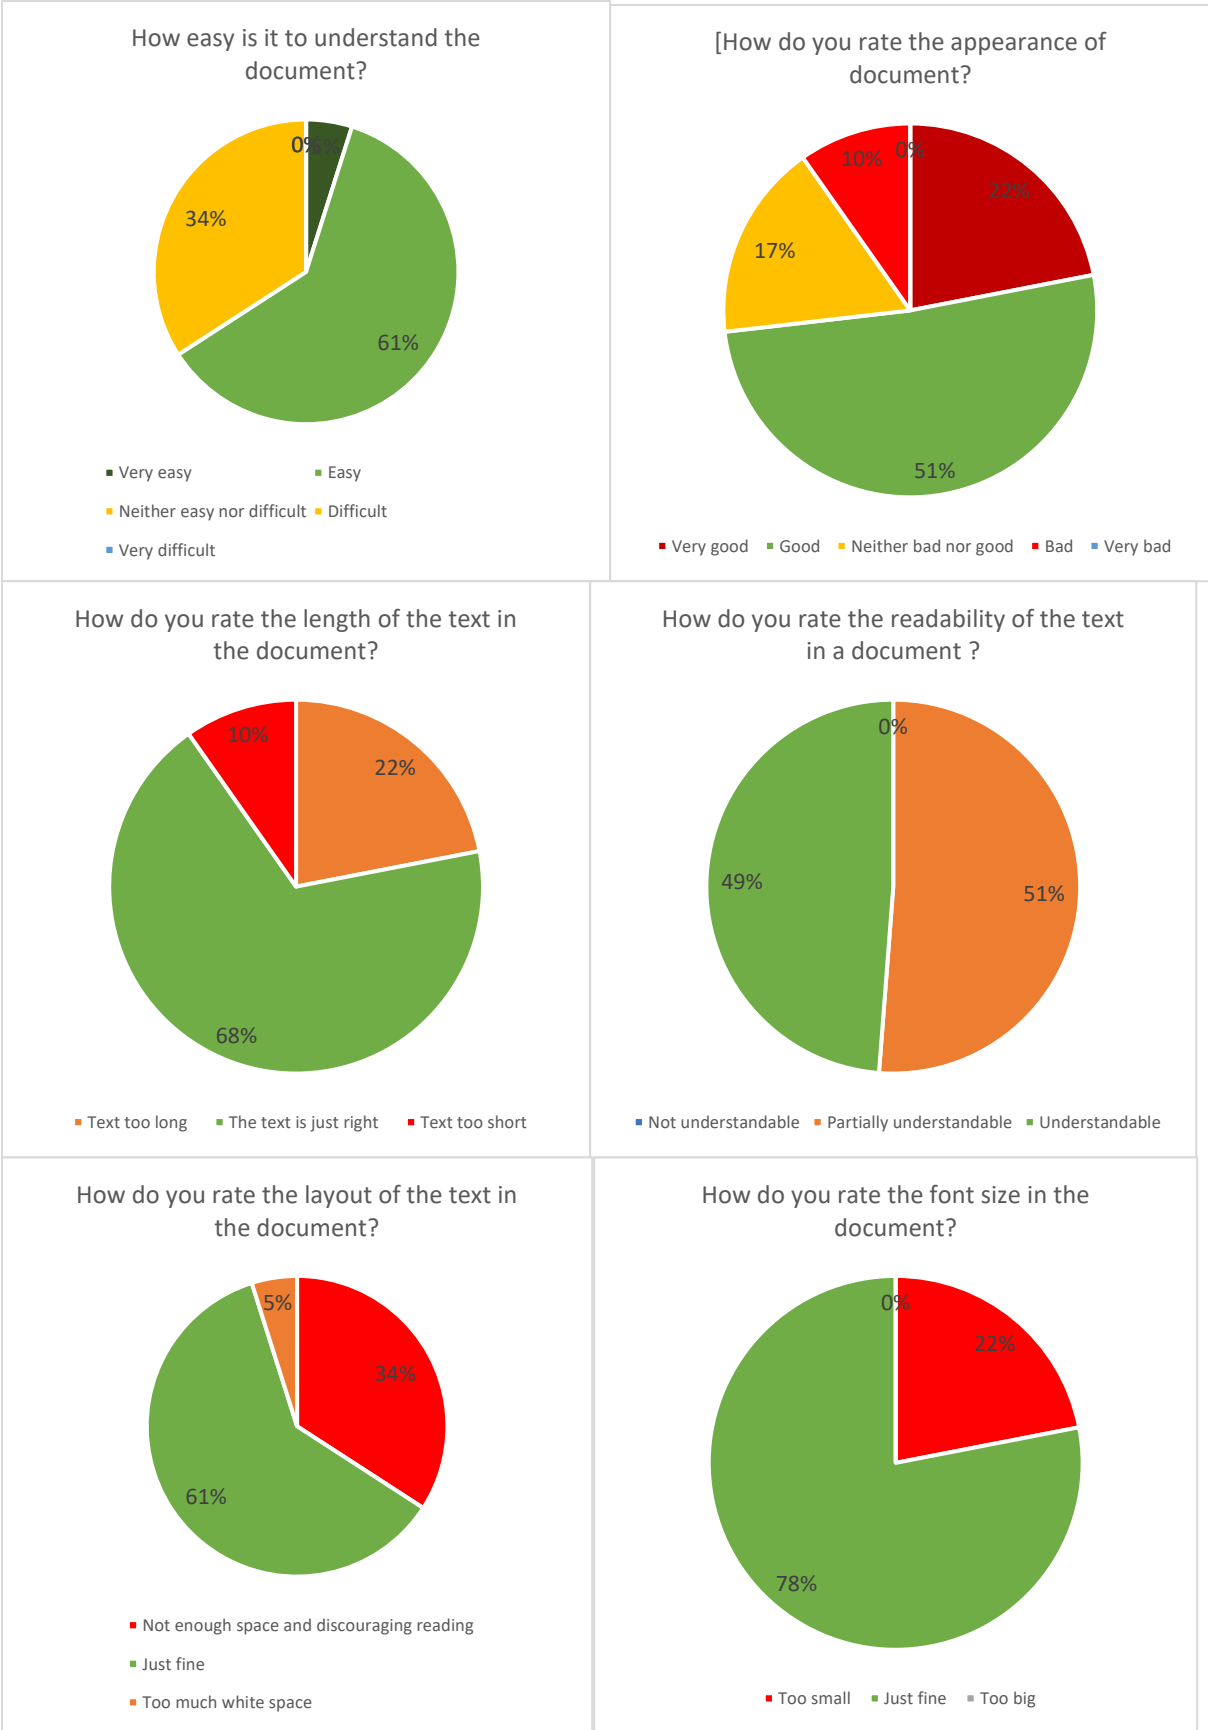 How easy is it to understand the
document?
0%
5%
34%
61%
Very easy
Easy
Neither easy nor difficult
Difficult
Very difficult
[How do you rate the appearance of
document?
10%
0%
22%
17%
51%
Very good
Good
Neither bad nor good
Bad
Very bad
How do you rate the length of the text in
the document?
10%
22%
68%
Text too long
The text is just right
Text too short
How do you rate the readability of the text
in a document ?
0%
49%
51%
Not understandable
Partially understandable
Understandable
How do you rate the layout of the text in
the document?
5%
34%
61%
Not enough space and discouraging reading
Just fine
Too much white space
How do you rate the font size in the
document?
0%
22%
78%
Too small
Just fine
Too big